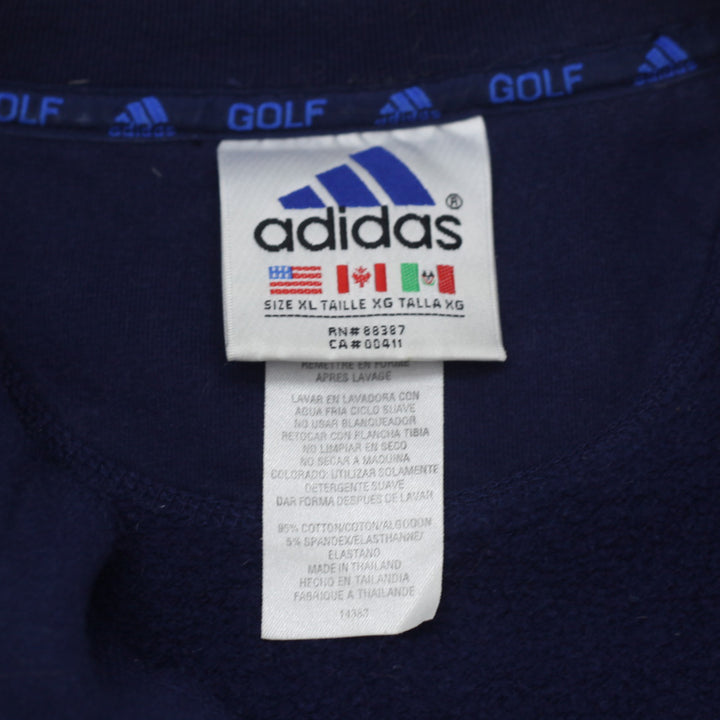 OLF adidas GOLF adidas GOLF
adidas®
SIZE XL TAILLE XG TALLA XG
RN# 88387
CA# 00411
REMETTRE EN FORME
APRES LAVAGE
LAVAR EN LAVADORA CON
AGUA FRIA CICLO SUAVE
NO USAR BLANQUEADOR
RETOCAR CON PLANCHA TIBIA
NO LIMPIAR EN SECO
NO SECAR A MAQUINA
COLORADO: UTILIZAR SOLAMENTE
DETERGENTE SUAVE
DAR FORMA DESPUES DE LAVAR
95% COTTON/COTON/ALGODON
5% SPANDEX/ELASTHANNE/
ELASTANO
MADE IN THAILAND
HECHO EN TAILANDIA
FABRIQUE A THAILANDE